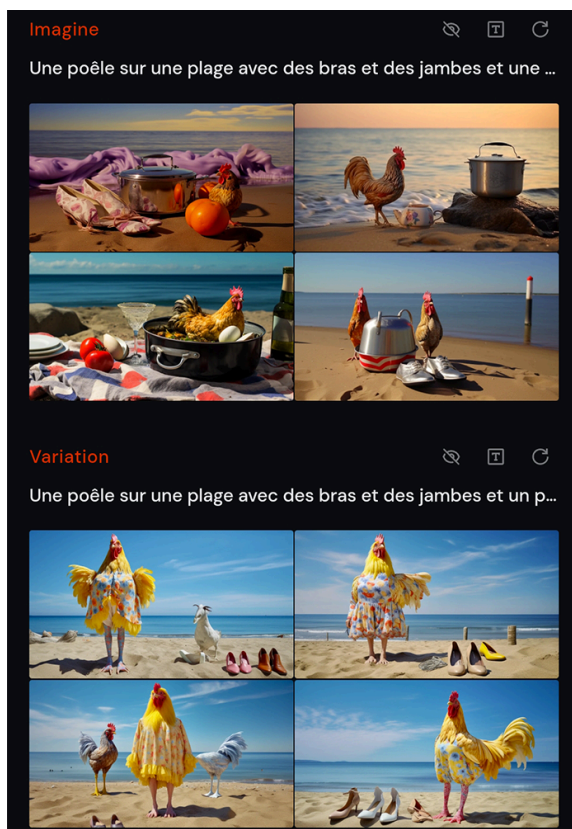 Imagine
Une poêle sur une plage avec des bras et des jambes et une ...
Variation
Une poêle sur une plage avec des bras et des jambes et un p...